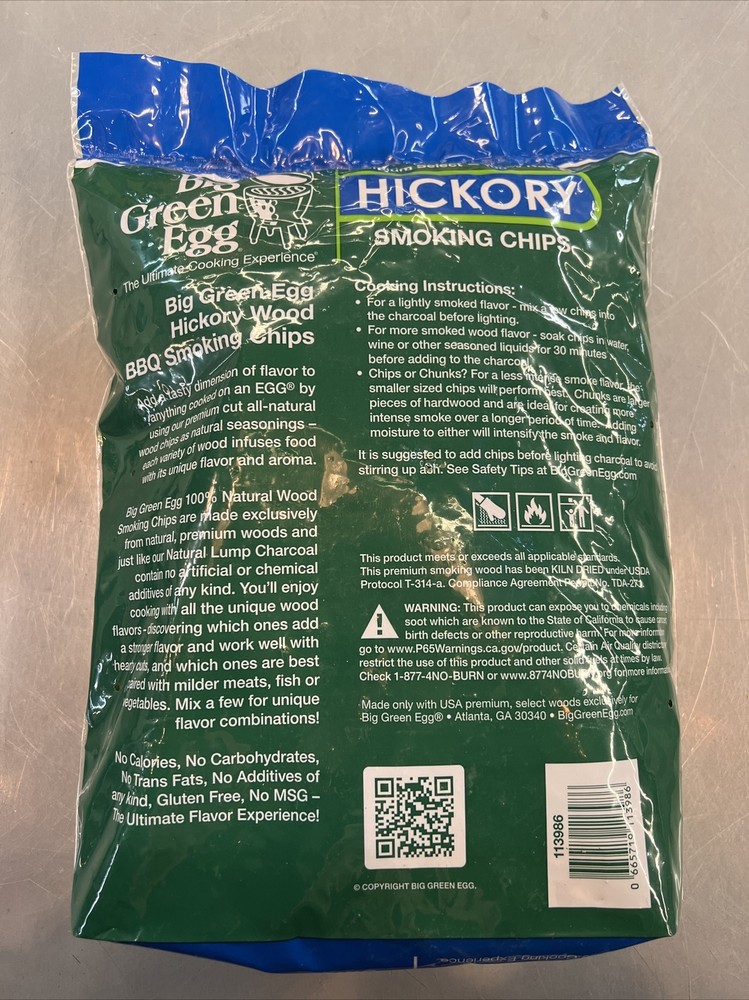 Big
Green
Egg
The Ultimate Cooking Experience®
Select
HICKORY
SMOKING CHIPS
Big Green Egg
Hickory Wood
BBQ Smoking Chips
Add a tasty dimension of flavor to
anything cooked on an EGG® by
using our premium cut all-natural
wood chips as natural seasonings –
each variety of wood infuses food
with its unique flavor and aroma.
Big Green Egg 100% Natural Wood
Smoking Chips are made exclusively
from natural, premium woods and
just like our Natural Lump Charcoal
contain no artificial or chemical
additives of any kind. You'll enjoy
cooking with all the unique wood
flavors - discovering which ones add
a stronger flavor and work well with
hearty cuts, and which ones are best
paired with milder meats, fish or
vegetables. Mix a few for unique
flavor combinations!
No Calories, No Carbohydrates,
No Trans Fats, No Additives of
any kind, Gluten Free, No MSG –
The Ultimate Flavor Experience!
Cooking Instructions:
• For a lightly smoked flavor - mix a few chips into
the charcoal before lighting.
• For more smoked wood flavor - soak chips in water,
wine or other seasoned liquids for 30 minutes
before adding to the charcoal.
• Chips or Chunks? For a less intense smoke flavor, the
smaller sized chips will perform best. Chunks are larger
pieces of hardwood and are ideal for creating more
intense smoke over a longer period of time. Adding
moisture to either will intensify the smoke and flavor.
It is suggested to add chips before lighting charcoal to avoid
stirring up ash. See Safety Tips at BigGreenEgg.com
This product meets or exceeds all applicable standards.
This premium smoking wood has been KILN DRIED under USDA
Protocol T-314-a. Compliance Agreement Permit No.
WARNING: This product can expose you to chemicals including
soot which are known to the State of California to cause cancer,
birth defects or other reproductive harm. For more information
go to www.P65Warnings.ca.gov/product. Certain Air Quality districts
restrict the use of this product and other solid fuels at times by law.
Check 1-877-4NO-BURN or www.8774NOBURN.org for more information
Made only with USA premium, select woods exclusively for
Big Green Egg® • Atlanta, GA 30340 • BigGreenEgg.com
113986
0 665719 113986
© COPYRIGHT BIG GREEN EGG.
Cooking Experience